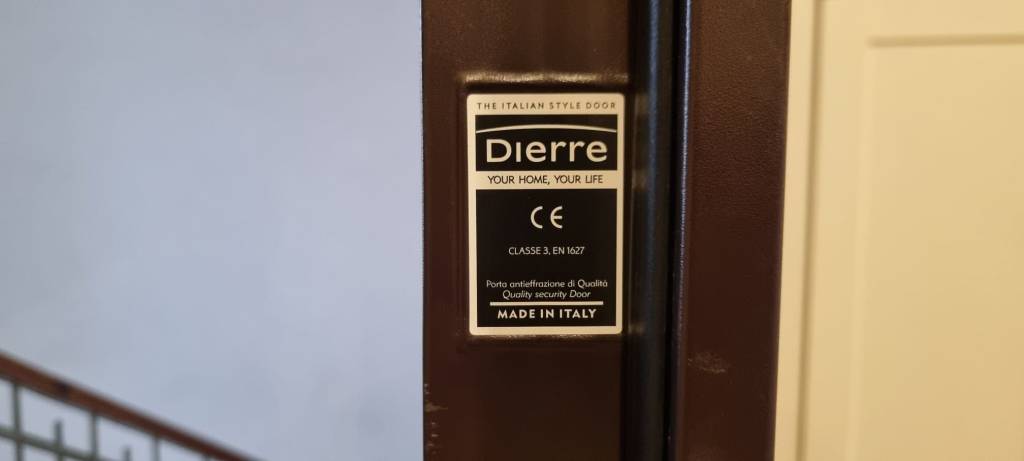 THE ITALIAN STYLE DOOR
Dierre
YOUR HOME, YOUR LIFE
CE
CLASSE 3, EN 1627
Porta antieffrazione di Qualità
Quality security Door
MADE IN ITALY